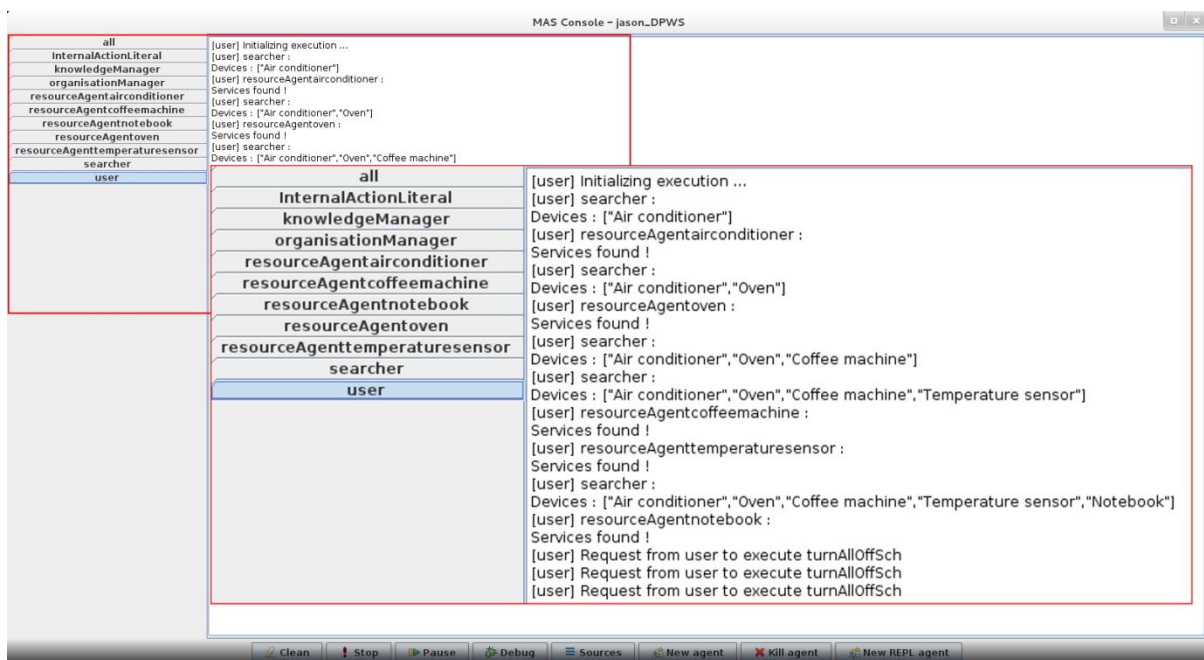 MAS Console - jason_DPWS
all
InternalActionLiteral
knowledgeManager
organisationManager
resourceAgentairconditioner
resourceAgentcoffeemachine
resourceAgentnotebook
resourceAgentoven
resourceAgenttemperaturesensor
searcher
user
[user] Initializing execution ...
[user] searcher :
Devices : ["Air conditioner"]
[user] resourceAgentairconditioner :
Services found !
[user] searcher :
Devices : ["Air conditioner","Oven"]
[user] resourceAgentoven :
Services found !
[user] searcher :
Devices : ["Air conditioner","Oven","Coffee machine"]
all
InternalActionLiteral
knowledgeManager
organisationManager
resourceAgentairconditioner
resourceAgentcoffeemachine
resourceAgentnotebook
resourceAgentoven
resourceAgenttemperaturesensor
searcher
user
[user] Initializing execution ...
[user] searcher :
Devices : ["Air conditioner"]
[user] resourceAgentairconditioner :
Services found !
[user] searcher :
Devices : ["Air conditioner","Oven"]
[user] resourceAgentoven :
Services found !
[user] searcher :
Devices : ["Air conditioner","Oven","Coffee machine"]
[user] searcher :
Devices : ["Air conditioner","Oven","Coffee machine","Temperature sensor"]
[user] resourceAgentcoffeemachine :
Services found !
[user] resourceAgenttemperaturesensor :
Services found !
[user] searcher :
Devices : ["Air conditioner","Oven","Coffee machine","Temperature sensor","Notebook"]
[user] resourceAgentnotebook :
Services found !
[user] Request from user to execute turnAllOffSch
[user] Request from user to execute turnAllOffSch
[user] Request from user to execute turnAllOffSch
Clean Stop Pause Debug Sources New agent Kill agent New REPL agent